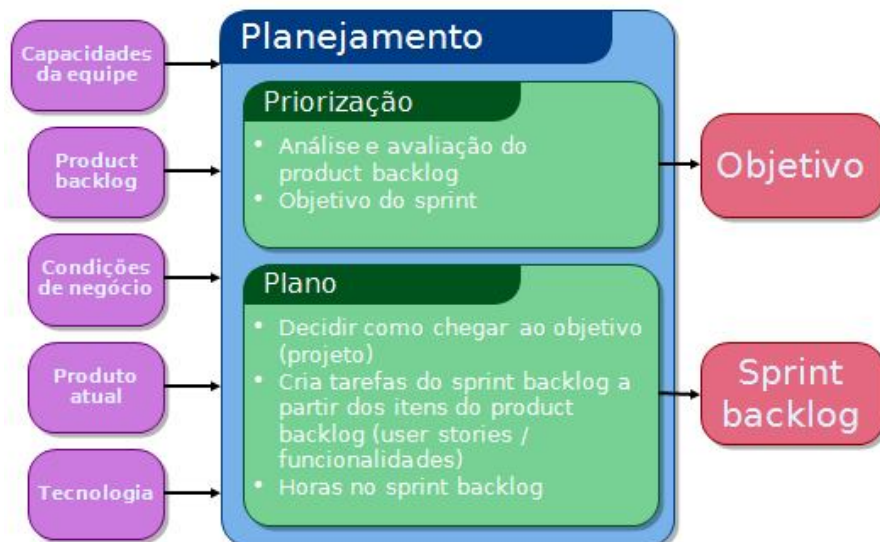 Capacidades
da equipe
Product
backlog
Condições
de negócio
Produto
atual
Tecnologia
Planejamento
Priorização
• Análise e avaliação do
product backlog
• Objetivo do sprint
Plano
• Decidir como chegar ao objetivo
(projeto)
• Cria tarefas do sprint backlog a
partir dos itens do product
backlog (user stories /
funcionalidades)
• Horas no sprint backlog
Objetivo
Sprint
backlog